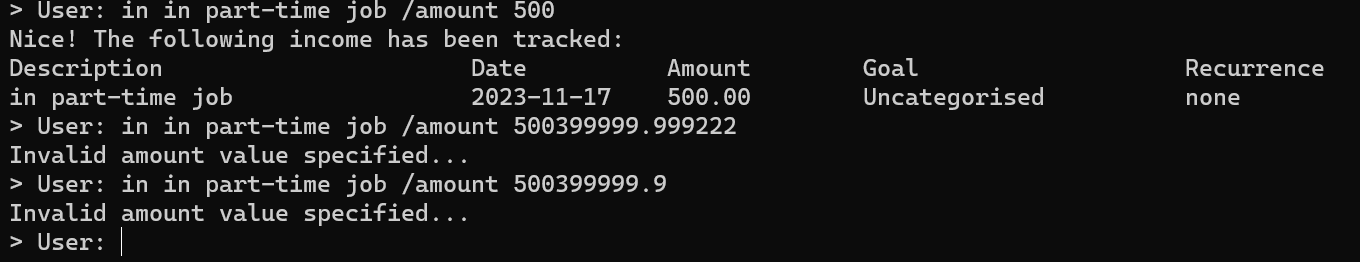 > User: in in part-time job /amount 500
Nice! The following income has been tracked:
Description Date Amount Goal Recurrence
in part-time job 2023-11-17 500.00 Uncategorised none
> User: in in part-time job /amount 500399999.999222
Invalid amount value specified...
> User: in in part-time job /amount 500399999.9
Invalid amount value specified...
> User: